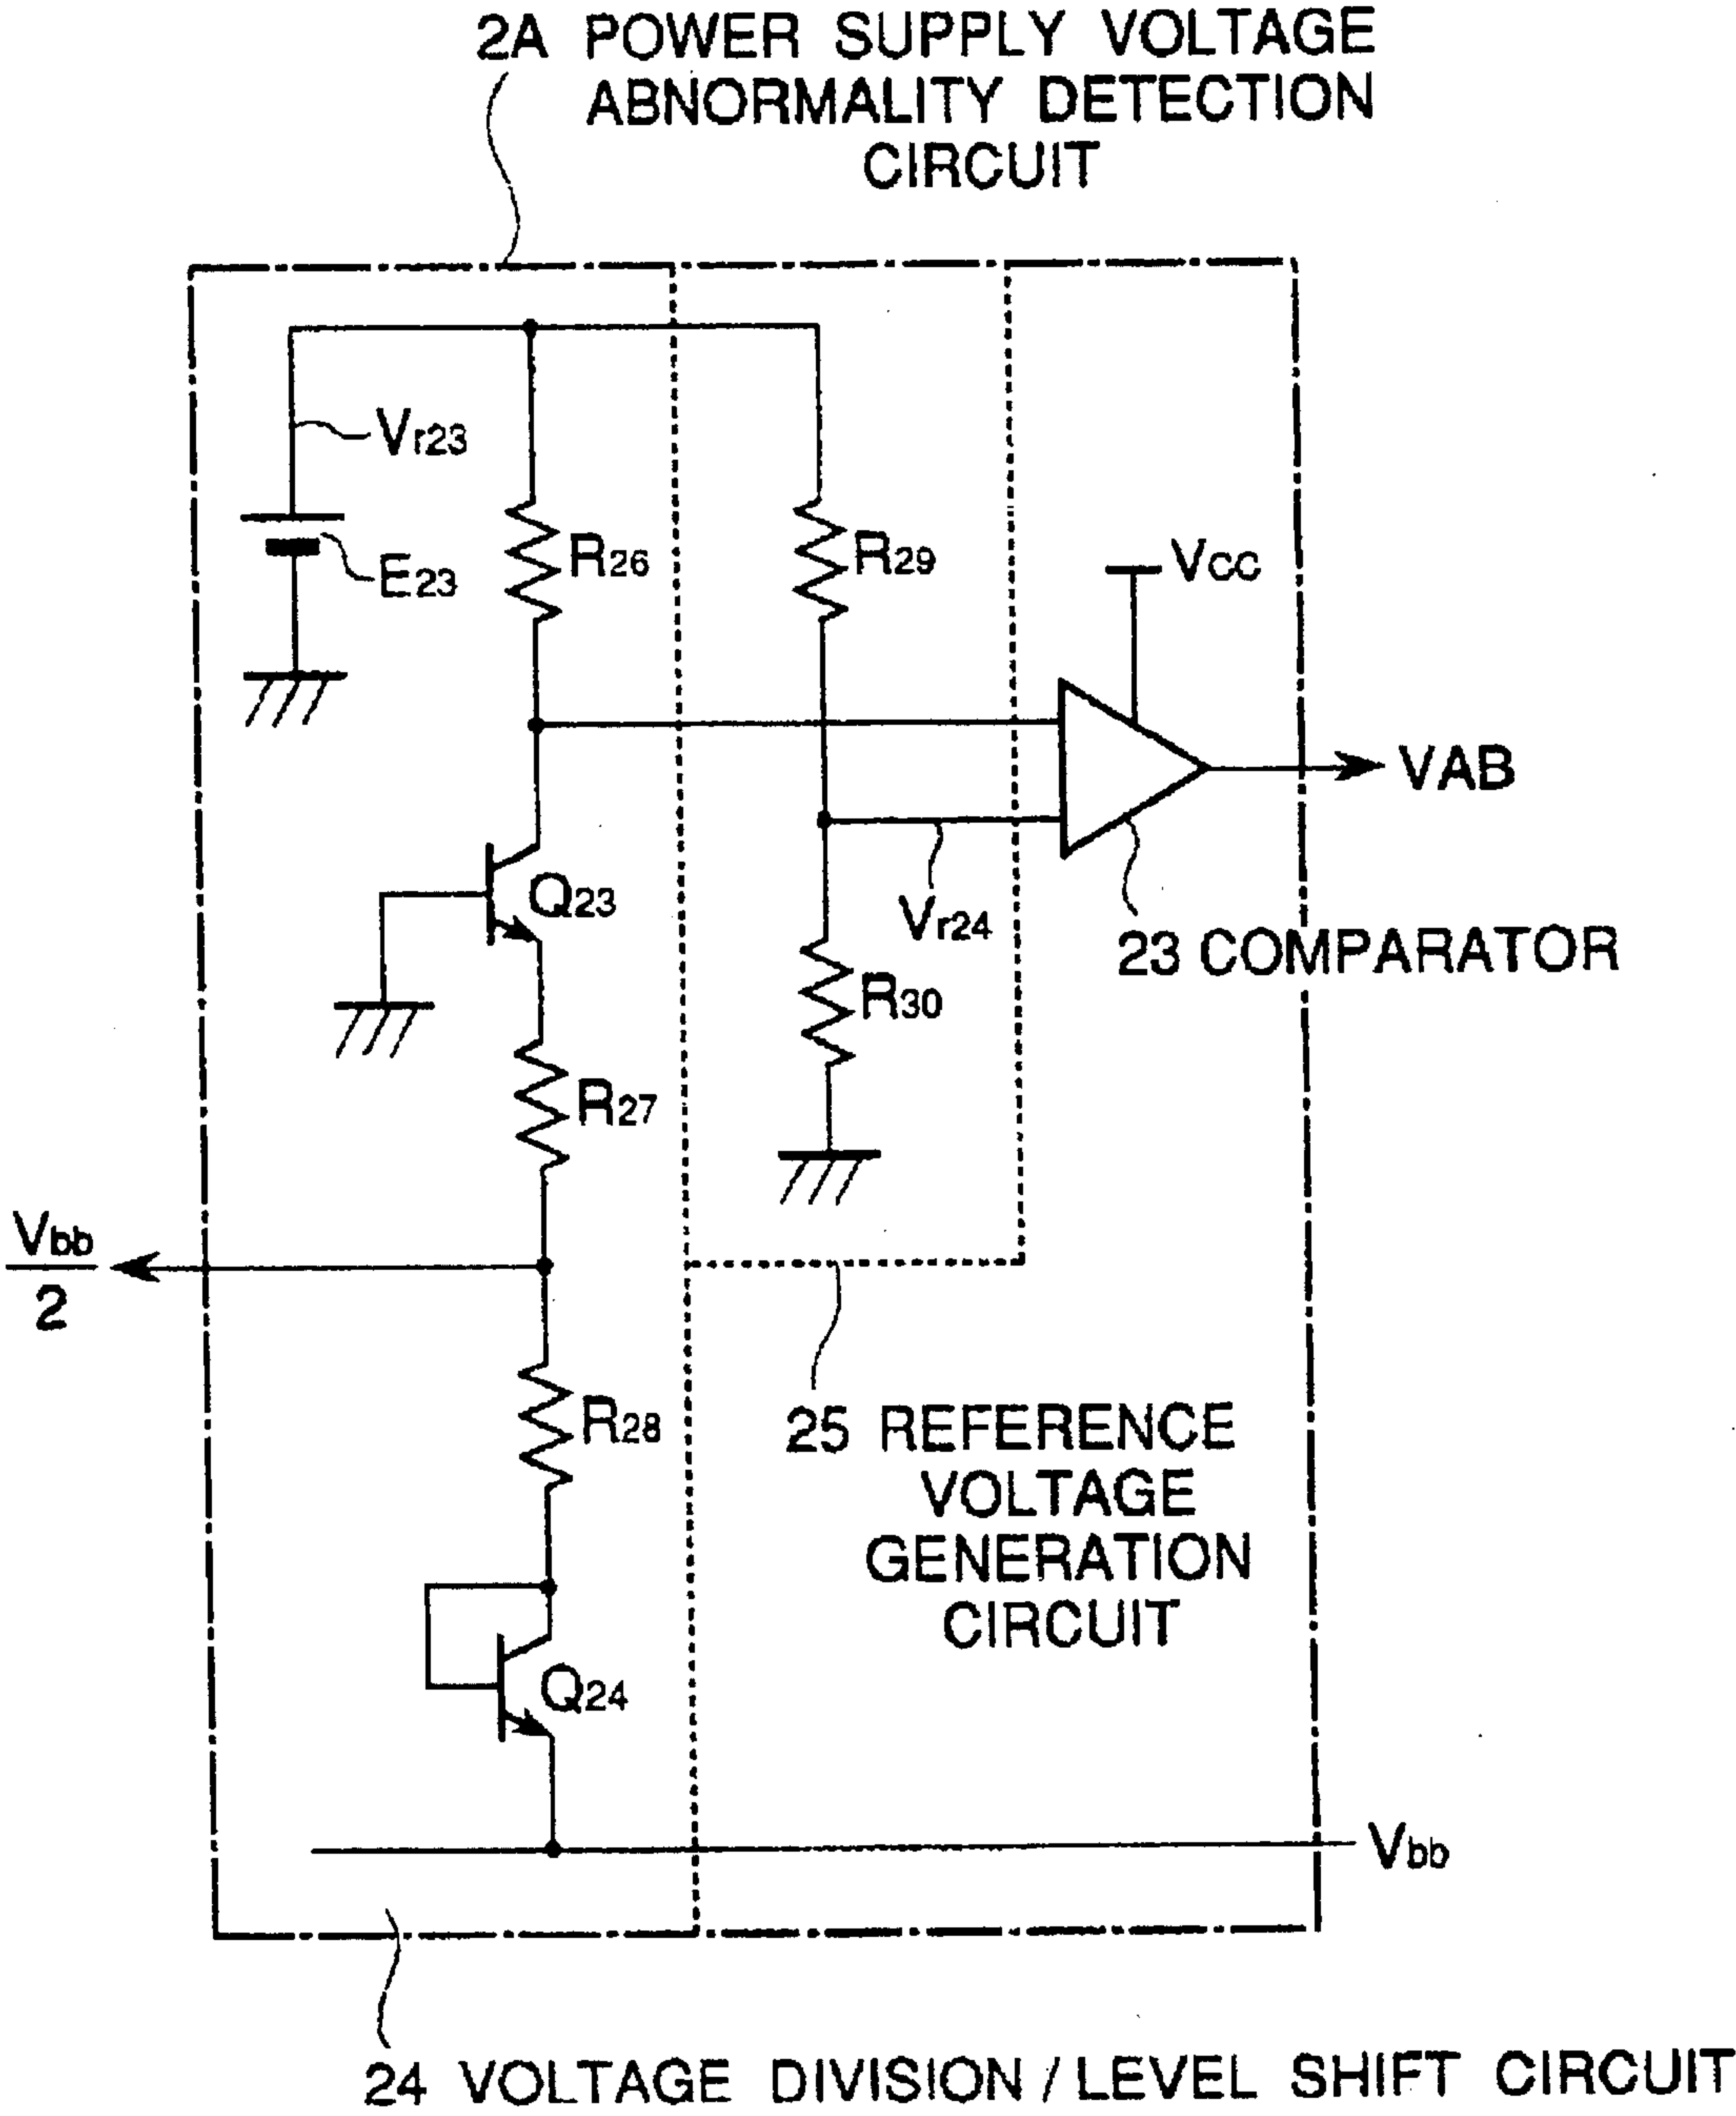 2A POWER SUPPLY VOLTAGE
ABNORMALITY DETECTION
CIRCUIT
Vr23
E23
R26
R29
Vcc
VAB
Q23
Vr24
23 COMPARATOR
R30
R27
Vbb
2
R28
25 REFERENCE
VOLTAGE
GENERATION
CIRCUIT
Q24
Vbb
24 VOLTAGE DIVISION / LEVEL SHIFT CIRCUIT